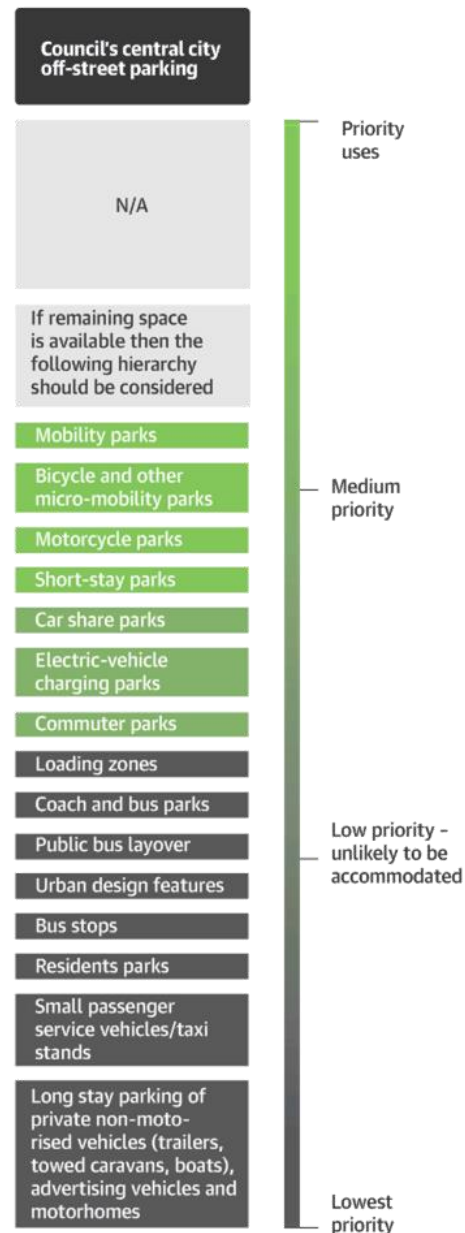 Council's central city
off-street parking
Priority
uses
N/A
If remaining space
is available then the
following hierarchy
should be considered
Mobility parks
Bicycle and other
micro-mobility parks
Medium
priority
Motorcycle parks
Short-stay parks
Car share parks
Electric-vehicle
charging parks
Commuter parks
Loading zones
Coach and bus parks
Public bus layover
Low priority –
unlikely to be
accommodated
Urban design features
Bus stops
Residents parks
Small passenger
service vehicles/taxi
stands
Long stay parking of
private non-moto-
rised vehicles (trailers,
towed caravans, boats),
advertising vehicles and
motorhomes
Lowest
priority